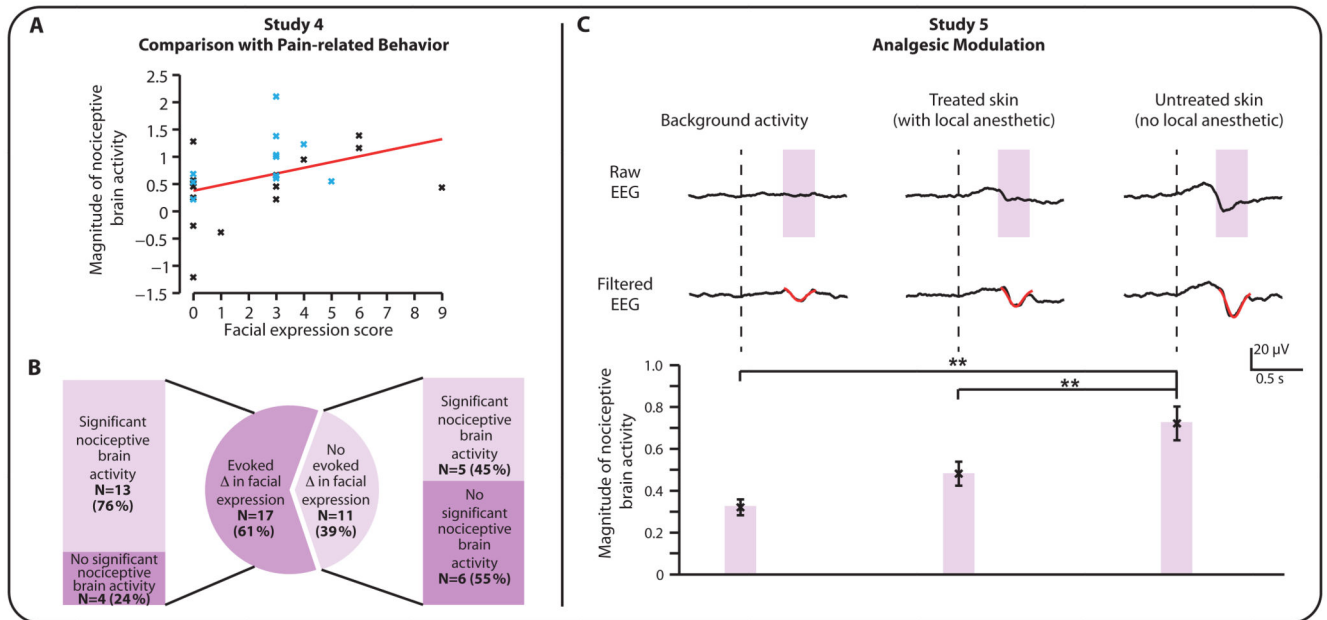 A
Study 4
Comparison with Pain-related Behavior
Magnitude of nociceptive
brain activity
2.5
2
1.5
1
0.5
0
−0.5
−1
−1.5
0 1 2 3 4 5 6 7 8 9
Facial expression score
B
Significant
nociceptive
brain
activity
N=13
(76%)
No significant
nociceptive
brain activity
N=4 (24%)
Evoked
Δ in facial
expression
N=17
(61%)
No
evoked
Δ in facial
expression
N=11
(39%)
Significant
nociceptive
brain
activity
N=5 (45%)
No
significant
nociceptive
brain
activity
N=6 (55%)
C
Study 5
Analgesic Modulation
Background activity
Treated skin
(with local anesthetic)
Untreated skin
(no local anesthetic)
Raw
EEG
Filtered
EEG
20 µV
0.5 s
**
**
Magnitude of nociceptive
brain activity
1.0
0.8
0.6
0.4
0.2
0